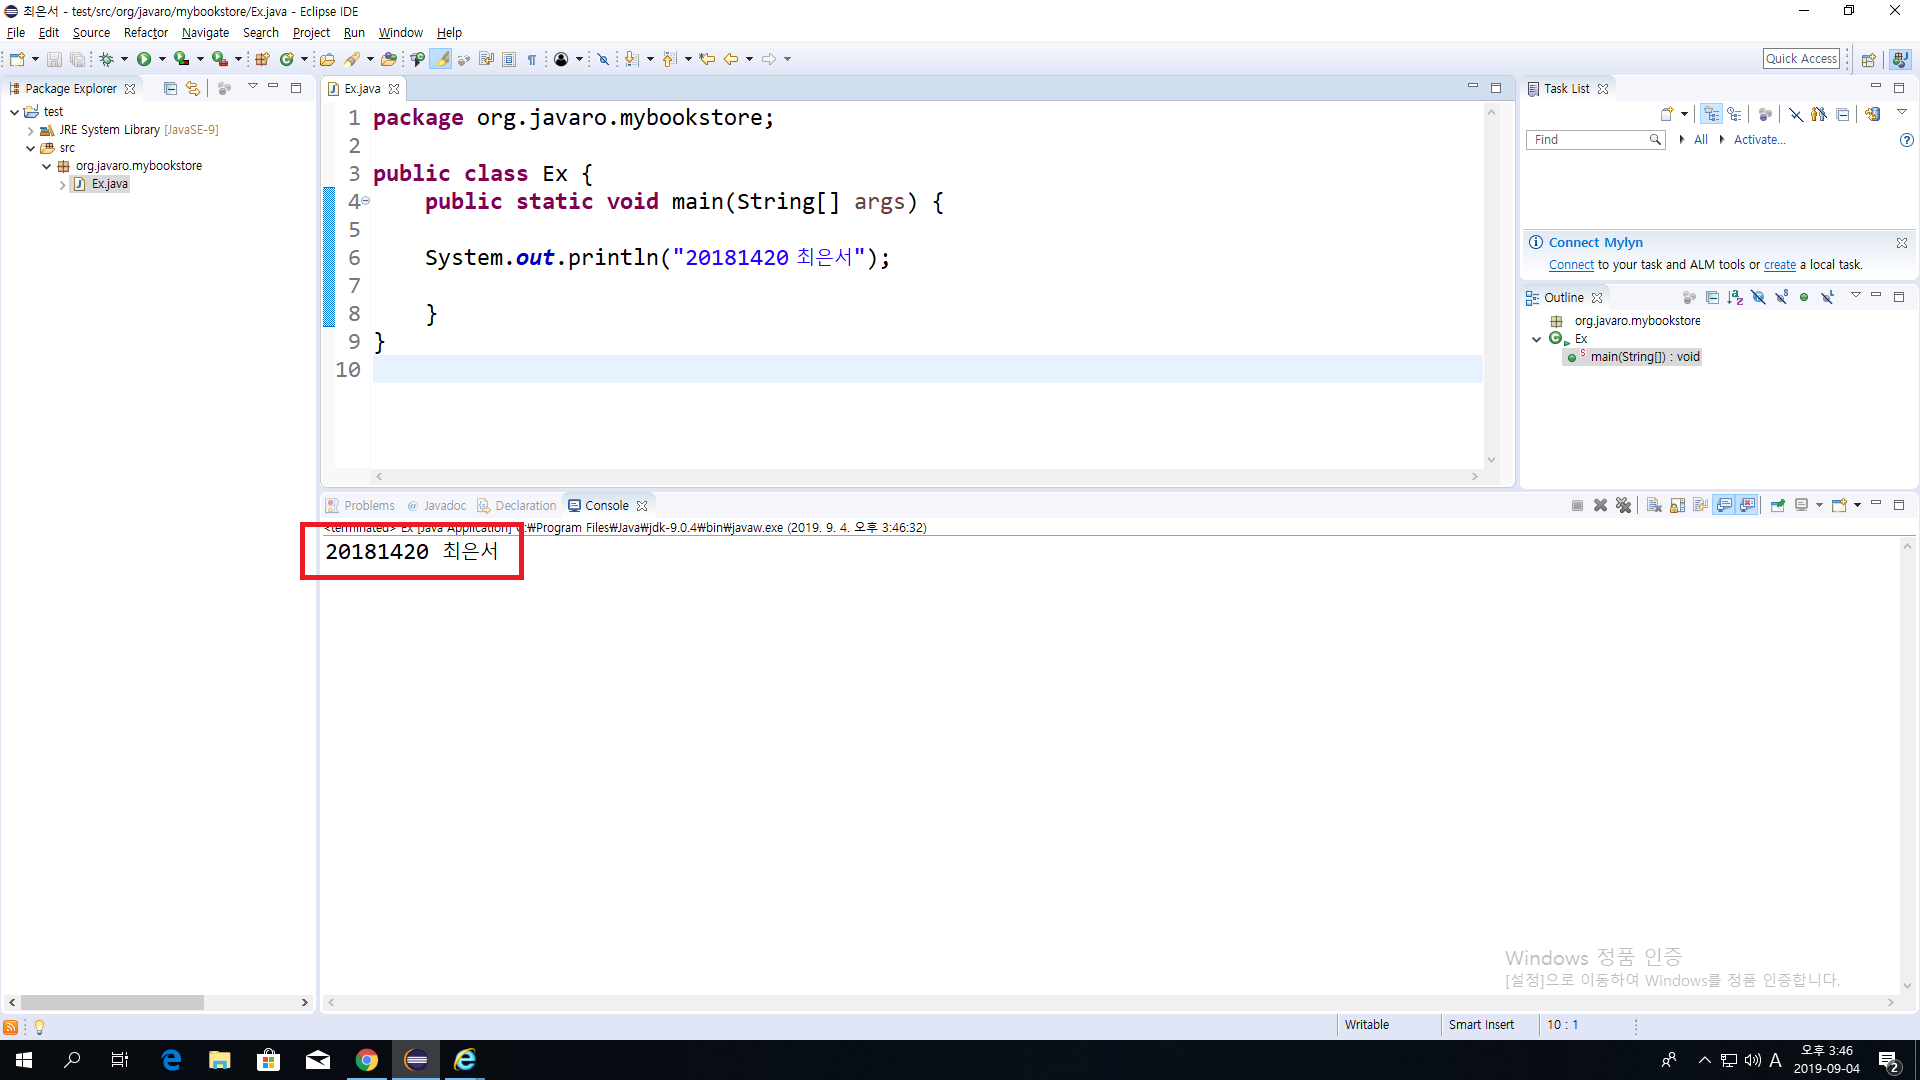 최은서 - test/src/org/javaro/mybookstore/Ex.java - Eclipse IDE
File Edit Source Refactor Navigate Search Project Run Window Help
Quick Access
Package Explorer
test
JRE System Library [JavaSE-9]
src
org.javaro.mybookstore
Ex.java
Ex.java
1 package org.javaro.mybookstore;
2
3 public class Ex {
4 public static void main(String[] args) {
5
6 System.out.println("20181420 최은서");
7
8 }
9 }
10
Task List
Find All Activate...
Connect Mylyn
Connect to your task and ALM tools or create a local task.
Outline
org.javaro.mybookstore
Ex
main(String[]) : void
Problems Javadoc Declaration Console
<terminated> Ex [Java Application] :₩Program Files₩Java₩jdk-9.0.4₩bin₩javaw.exe (2019. 9. 4. 오후 3:46:32)
20181420 최은서
Windows 정품 인증
[설정]으로 이동하여 Windows를 정품 인증합니다.
Writable Smart Insert 10 : 1
A 오후 3:46
2019-09-04
2